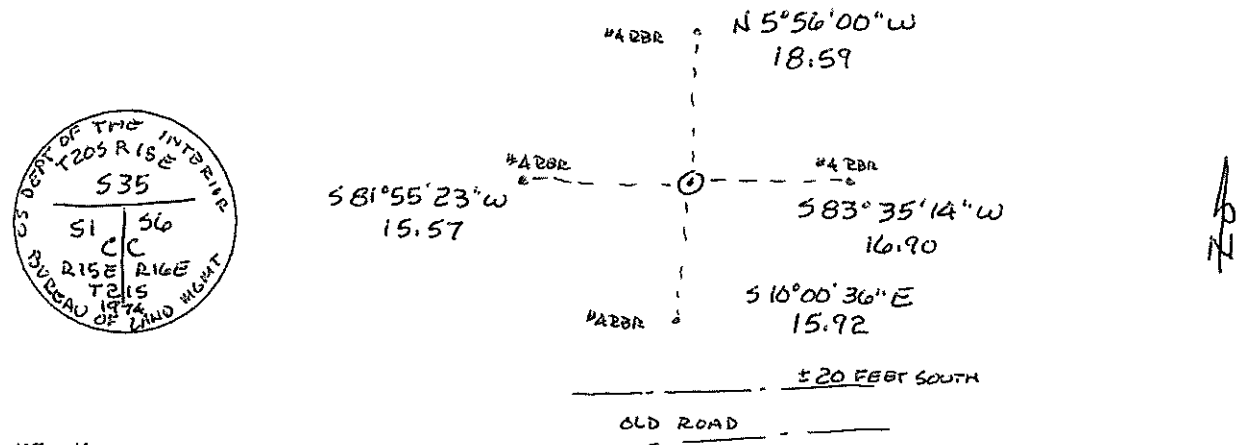 #4 RBR
N 5°56'00" W
18.59
US DEPT OF THE INTERIOR
T20S R15E
S35
S1 S6
C C
R15E R16E
T21S
1974
BUREAU OF LAND MGMT
#4 RBR
S 81°55'23" W
15.57
#4 RBR
S 83°35'14" W
16.90
S 10°00'36" E
15.92
#4 RBR
± 20 FEET SOUTH
OLD ROAD
N